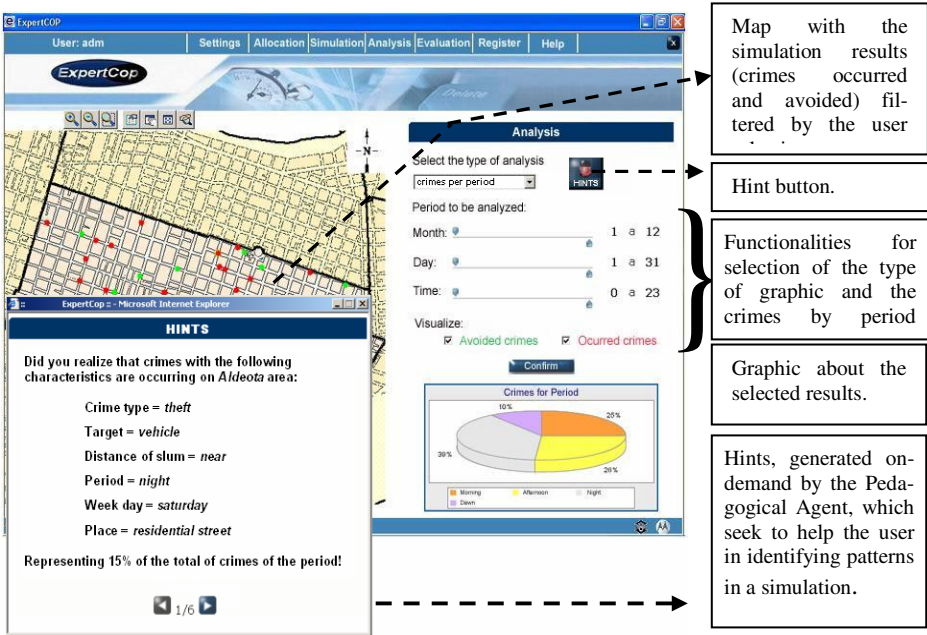 ExpertCOP
User: adm
Settings Allocation Simulation Analysis Evaluation Register Help
x
ExpertCop
Delete
-N-
Analysis
Select the type of analysis
crimes per period
HINTS
Period to be analyzed:
Month: 1 a 12
Day: 1 a 31
Time: 0 a 23
Visualize:
Avoided crimes Ocurred crimes
Confirm
Crimes for Period
10%
25%
39%
26%
Morning Afternoon Night
Dawn
ExpertCop :: - Microsoft Internet Explorer
HINTS
Did you realize that crimes with the following
characteristics are occurring on Aldeota area:
Crime type = theft
Target = vehicle
Distance of slum = near
Period = night
Week day = saturday
Place = residential street
Representing 15% of the total of crimes of the period!
1/6
Map with the
simulation results
(crimes occurred
and avoided) fil-
tered by the user
Hint button.
Functionalities for
selection of the type
of graphic and the
crimes by period
Graphic about the
selected results.
Hints, generated on-
demand by the Peda-
gogical Agent, which
seek to help the user
in identifying patterns
in a simulation.